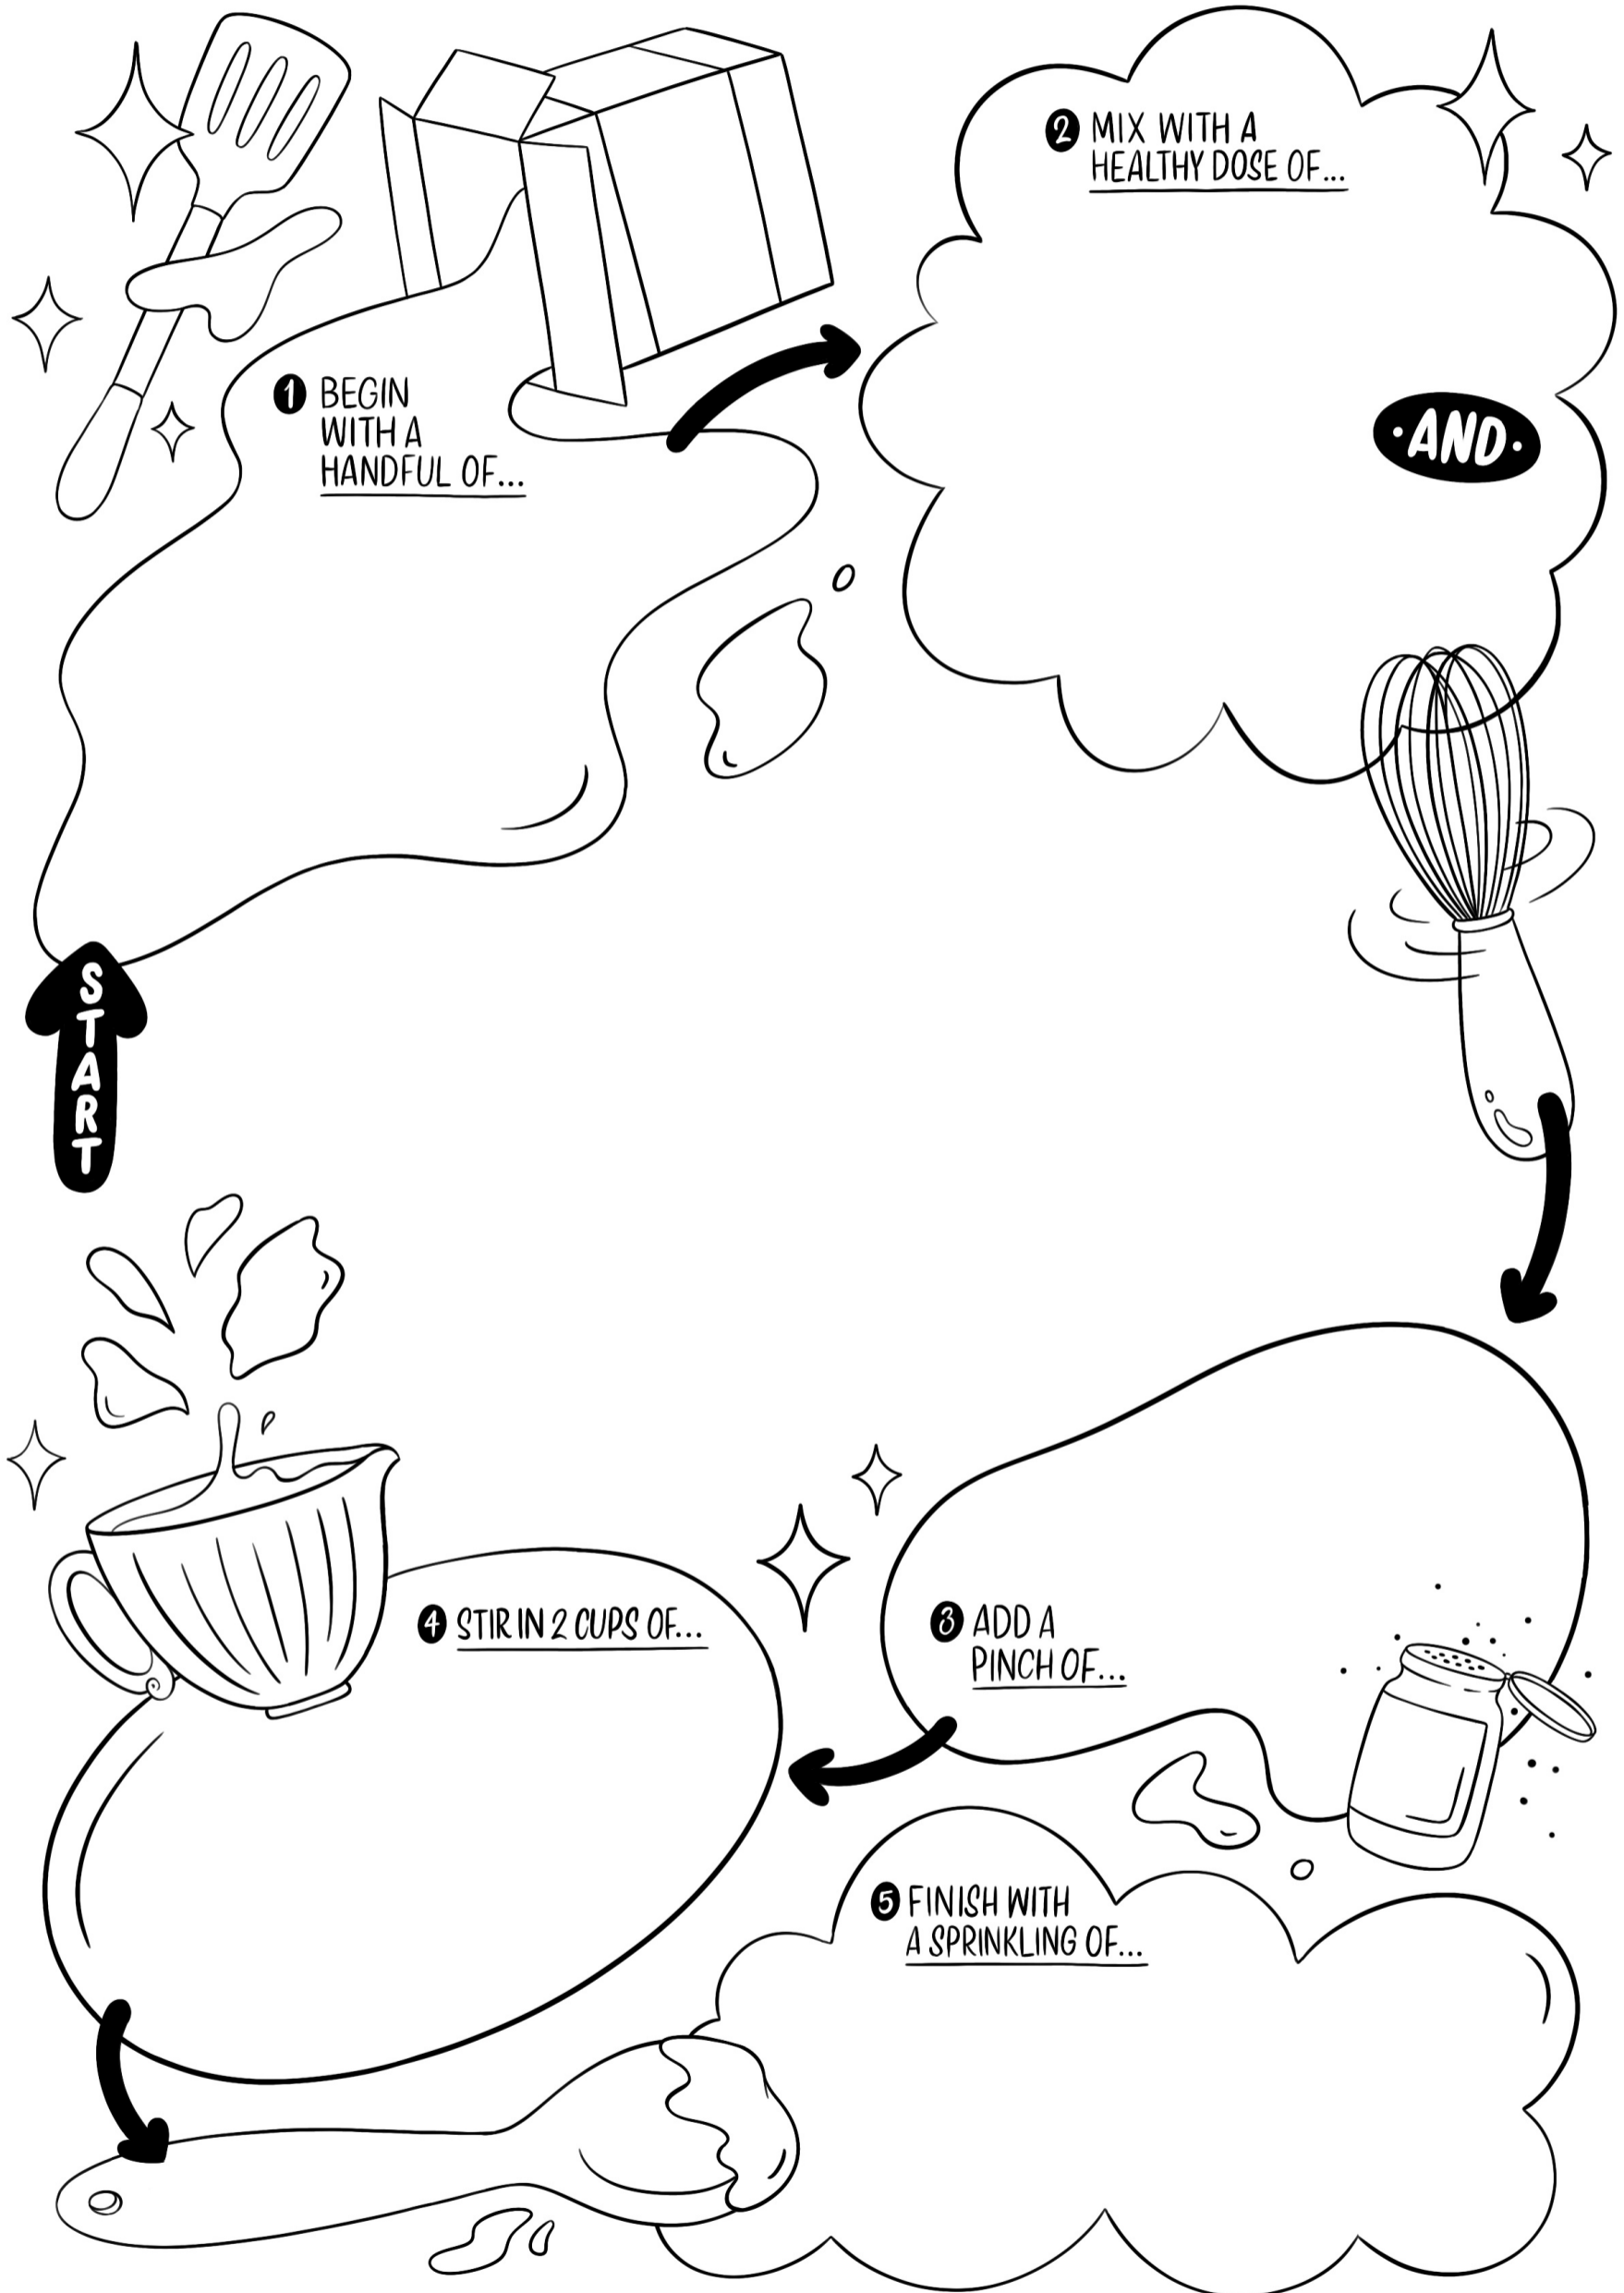 START
1 BEGIN
WITH A
HANDFUL OF...
2 MIX WITH A
HEALTHY DOSE OF...
•AND•
3 ADD A
PINCH OF...
4 STIR IN 2 CUPS OF...
5 FINISH WITH
A SPRINKLING OF...